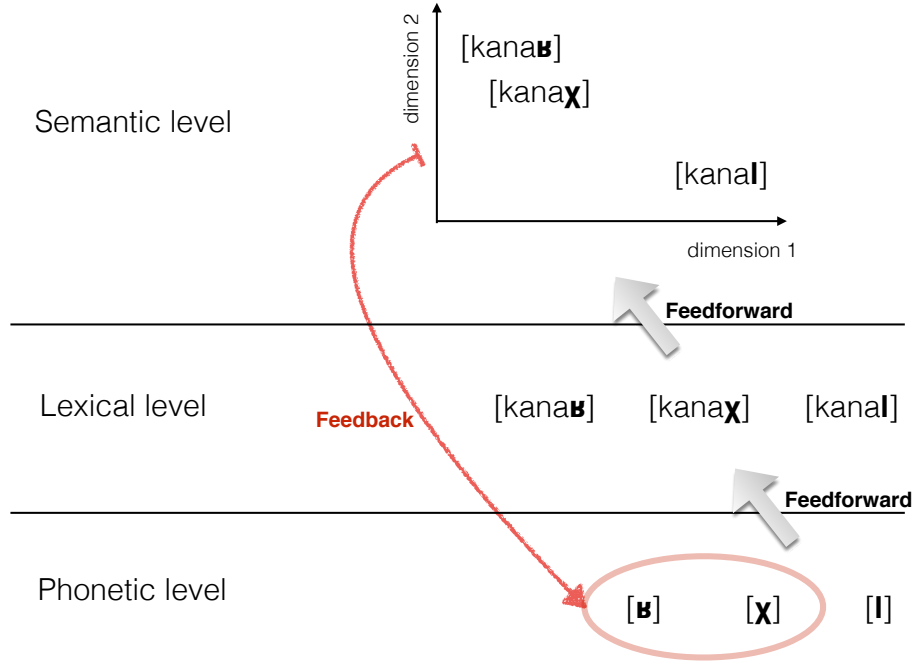 dimension 2
[kanaʁ]
[kanaχ]
Semantic level
[kanal]
dimension 1
Feedforward
Lexical level
[kanaʁ] [kanaχ] [kanal]
Feedback
Feedforward
Phonetic level
[ʁ] [χ] [l]